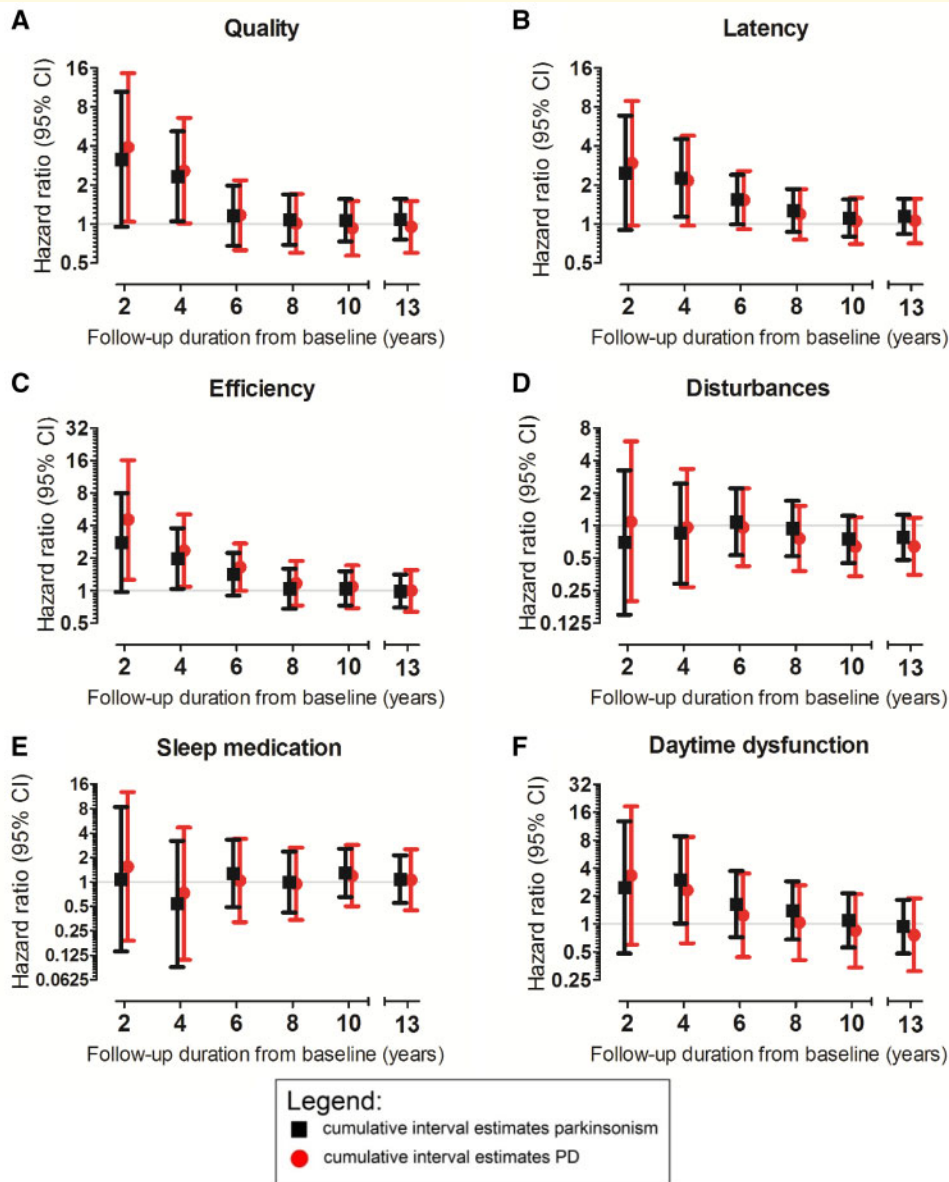 A
Quality
Hazard ratio (95% CI)
16
8
4
2
1
0.5
2 4 6 8 10 13
Follow-up duration from baseline (years)
B
Latency
Hazard ratio (95% CI)
16
8
4
2
1
0.5
2 4 6 8 10 13
Follow-up duration from baseline (years)
C
Efficiency
Hazard ratio (95% CI)
32
16
8
4
2
1
0.5
2 4 6 8 10 13
Follow-up duration from baseline (years)
D
Disturbances
Hazard ratio (95% CI)
8
4
2
1
0.5
0.25
0.125
2 4 6 8 10 13
Follow-up duration from baseline (years)
E
Sleep medication
Hazard ratio (95% CI)
16
8
4
2
1
0.5
0.25
0.125
0.0625
2 4 6 8 10 13
Follow-up duration from baseline (years)
F
Daytime dysfunction
Hazard ratio (95% CI)
32
16
8
4
2
1
0.5
0.25
2 4 6 8 10 13
Follow-up duration from baseline (years)
Legend:
cumulative interval estimates parkinsonism
cumulative interval estimates PD